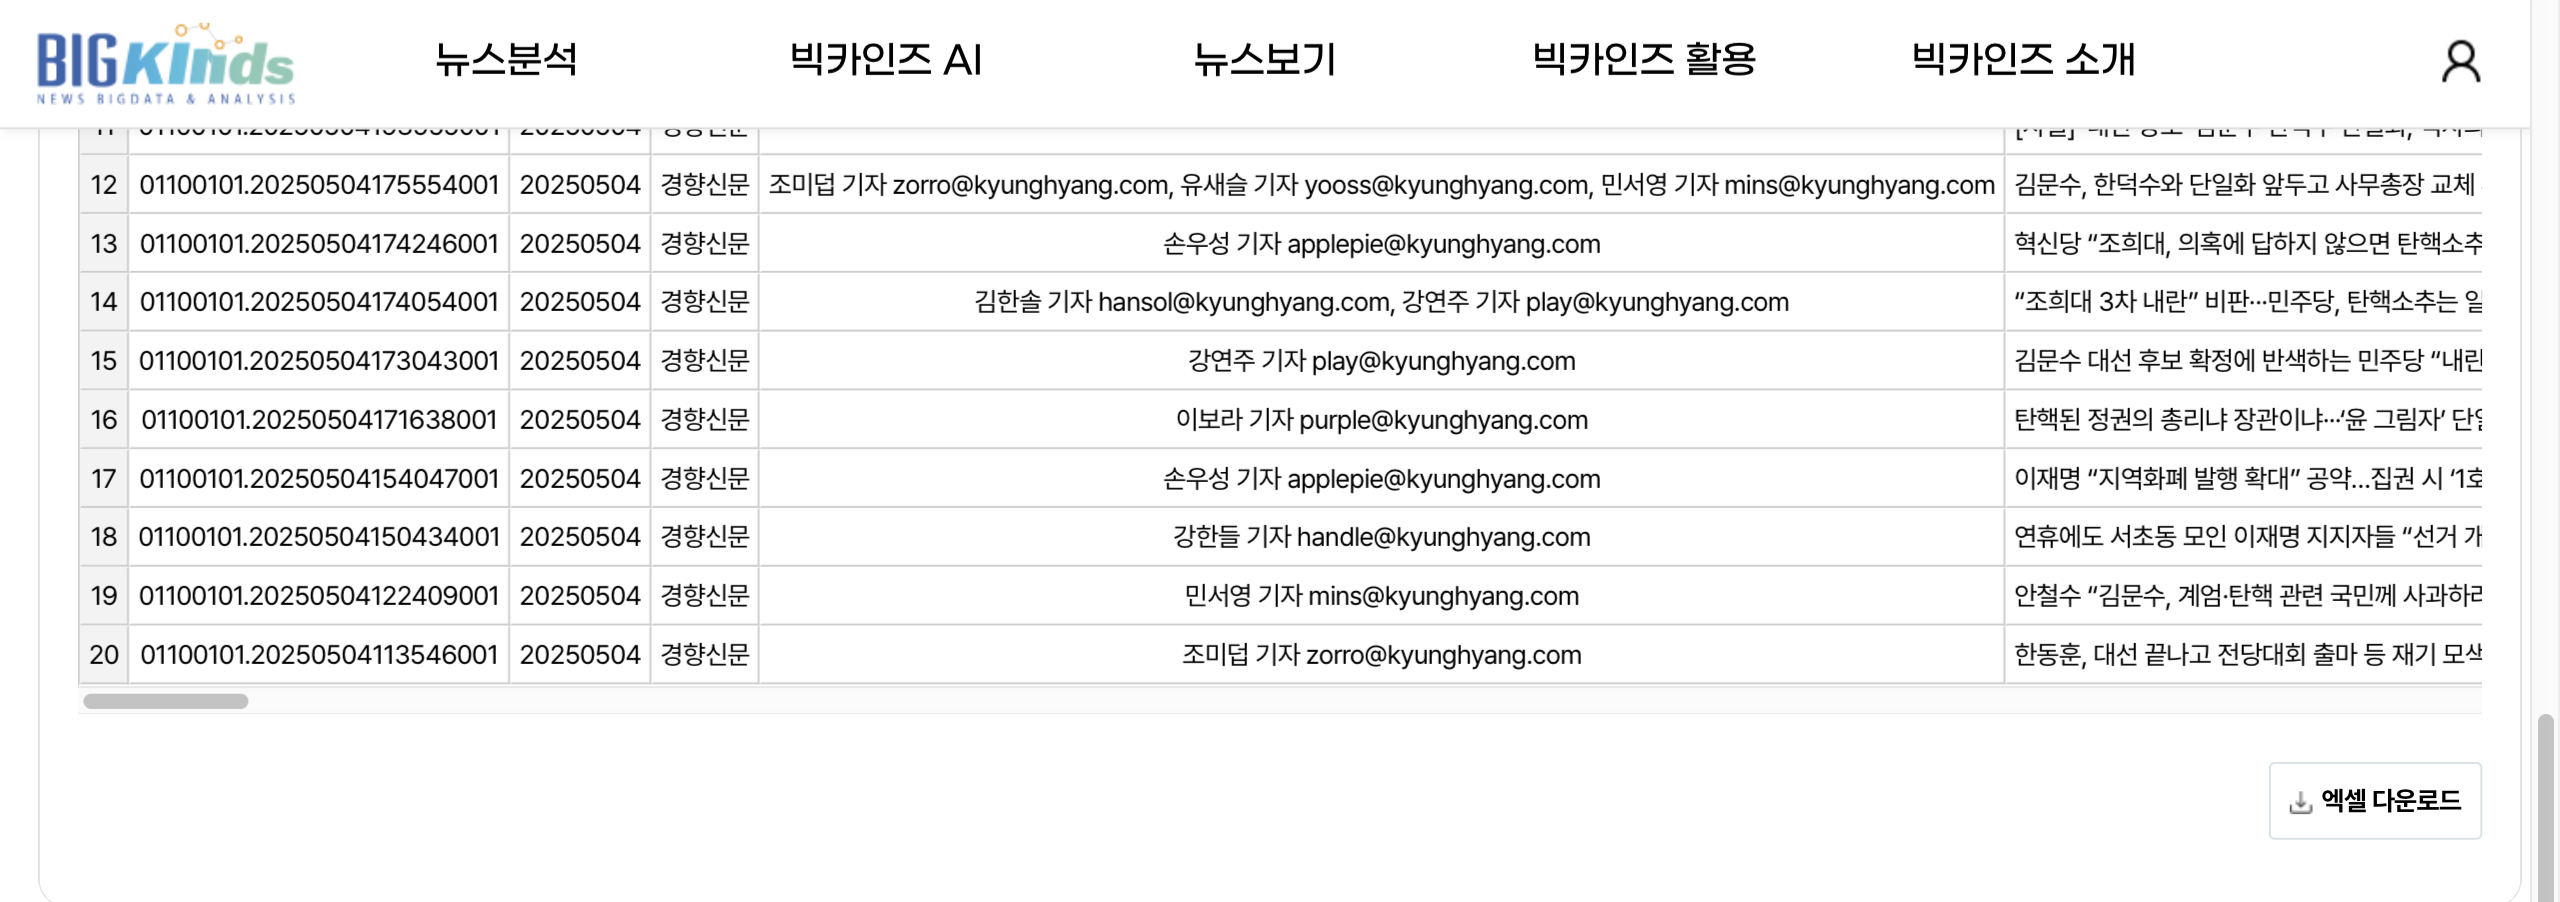 BIGKinds
NEWS BIGDATA & ANALYSIS
뉴스분석 빅카인즈 AI 뉴스보기 빅카인즈 활용 빅카인즈 소개
12 01100101.20250504175554001 20250504 경향신문 조미덥 기자 zorro@kyunghyang.com, 유새슬 기자 yooss@kyunghyang.com, 민서영 기자 mins@kyunghyang.com 김문수, 한덕수와 단일화 앞두고 사무총장 교체
13 01100101.20250504174246001 20250504 경향신문 손우성 기자 applepie@kyunghyang.com 혁신당 “조희대, 의혹에 답하지 않으면 탄핵소추
14 01100101.20250504174054001 20250504 경향신문 김한솔 기자 hansol@kyunghyang.com, 강연주 기자 play@kyunghyang.com “조희대 3차 내란” 비판···민주당, 탄핵소추는 일
15 01100101.20250504173043001 20250504 경향신문 강연주 기자 play@kyunghyang.com 김문수 대선 후보 확정에 반색하는 민주당 “내란
16 01100101.20250504171638001 20250504 경향신문 이보라 기자 purple@kyunghyang.com 탄핵된 정권의 총리냐 장관이냐···‘윤 그림자’ 단일
17 01100101.20250504154047001 20250504 경향신문 손우성 기자 applepie@kyunghyang.com 이재명 “지역화폐 발행 확대” 공약…집권 시 ‘1호
18 01100101.20250504150434001 20250504 경향신문 강한들 기자 handle@kyunghyang.com 연휴에도 서초동 모인 이재명 지지자들 “선거 개
19 01100101.20250504122409001 20250504 경향신문 민서영 기자 mins@kyunghyang.com 안철수 “김문수, 계엄·탄핵 관련 국민께 사과하라
20 01100101.20250504113546001 20250504 경향신문 조미덥 기자 zorro@kyunghyang.com 한동훈, 대선 끝나고 전당대회 출마 등 재기 모색
엑셀 다운로드